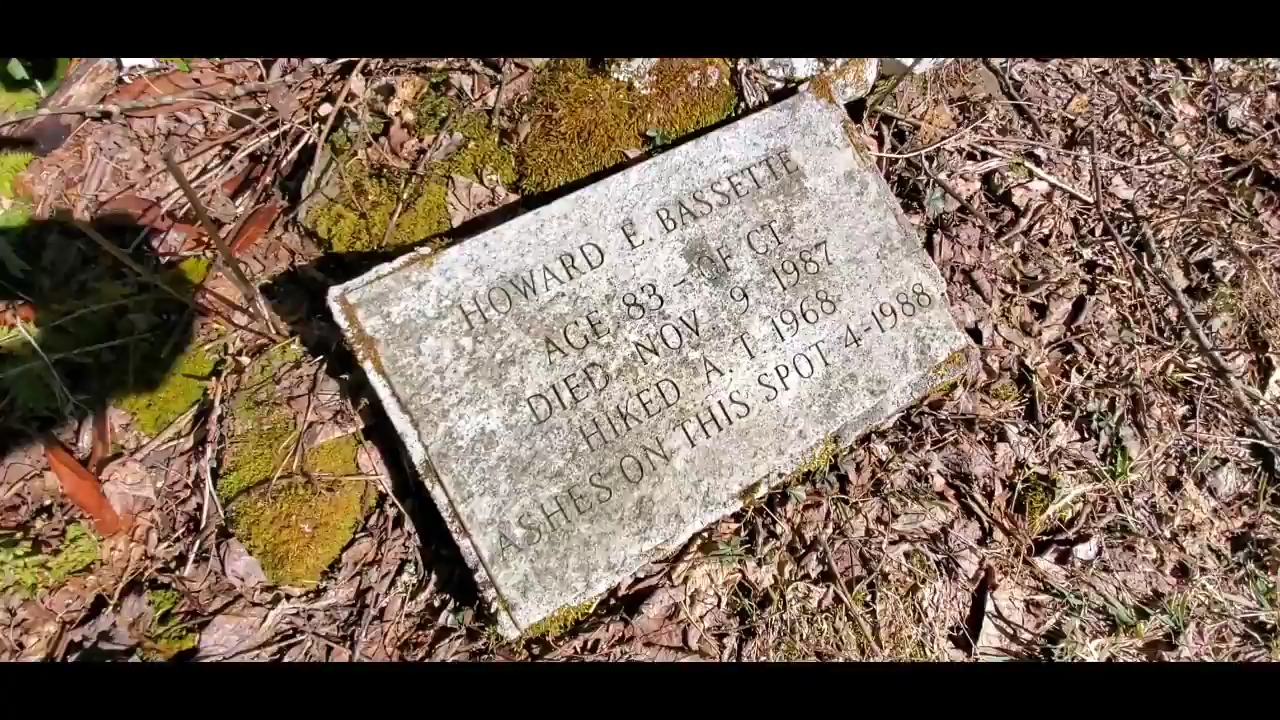 HOWARD E. BASSETTE
AGE 83 - OF CT
DIED NOV. 9 1987
HIKED A. T. 1968
ASHES ON THIS SPOT 4-1988